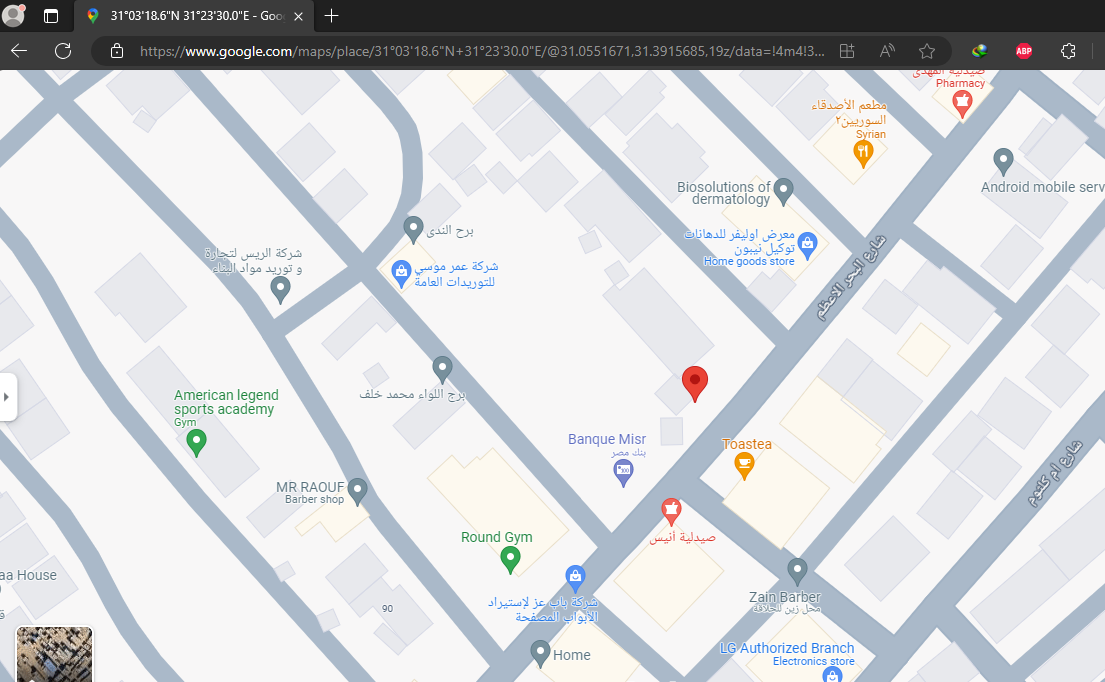 31°03'18.6"N 31°23'30.0"E - Goo
https://www.google.com/maps/place/31°03'18.6"N+31°23'30.0"E/@31.0551671,31.3915685,19z/data=!4m4!3...
ABP
صيدلية المهدى
Pharmacy
مطعم الأصدقاء
السوريين٢
Syrian
Android mobile serv
Biosolutions of
dermatology
معرض اوليفر للدهانات
توكيل نيبون
Home goods store
شارع البحر الاعظم
برج الندى
شركة الريس لتجارة
و توريد مواد البناء
شركة عمر موسي
للتوريدات العامة
برج اللواء محمد خلف
American legend
sports academy
Gym
Banque Misr
بنك مصر
Toastea
شارع ام كلثوم
MR RAOUF
Barber shop
صيدلية أنيس
Round Gym
aa House
شركة باب عز لإستيراد
الأبواب المصفحة
Zain Barber
محل زين للحلاقة
90
Home
LG Authorized Branch
Electronics store